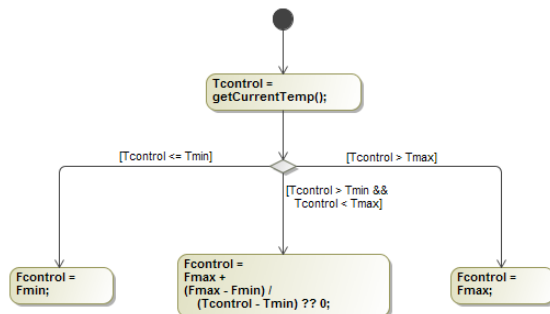 Tcontrol =
getCurrentTemp();
[Tcontrol <= Tmin]
[Tcontrol > Tmax]
[Tcontrol > Tmin &&
Tcontrol < Tmax]
Fcontrol =
Fmin;
Fcontrol =
Fmax +
(Fmax - Fmin) /
(Tcontrol - Tmin) ?? 0;
Fcontrol =
Fmax;